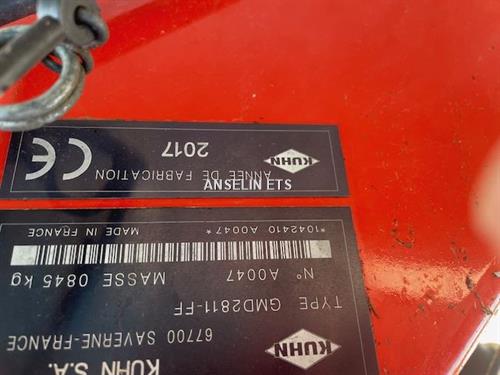 KUHN S.A.
KUHN
67700 SAVERNE-FRANCE
TYPE GMD2811-FF
N° A0047 MASSE 0845 kg
*1042410 A0047* MADE IN FRANCE
KUHN
ANNÉE DE FABRICATION
2017
CE
ANSELIN ETS